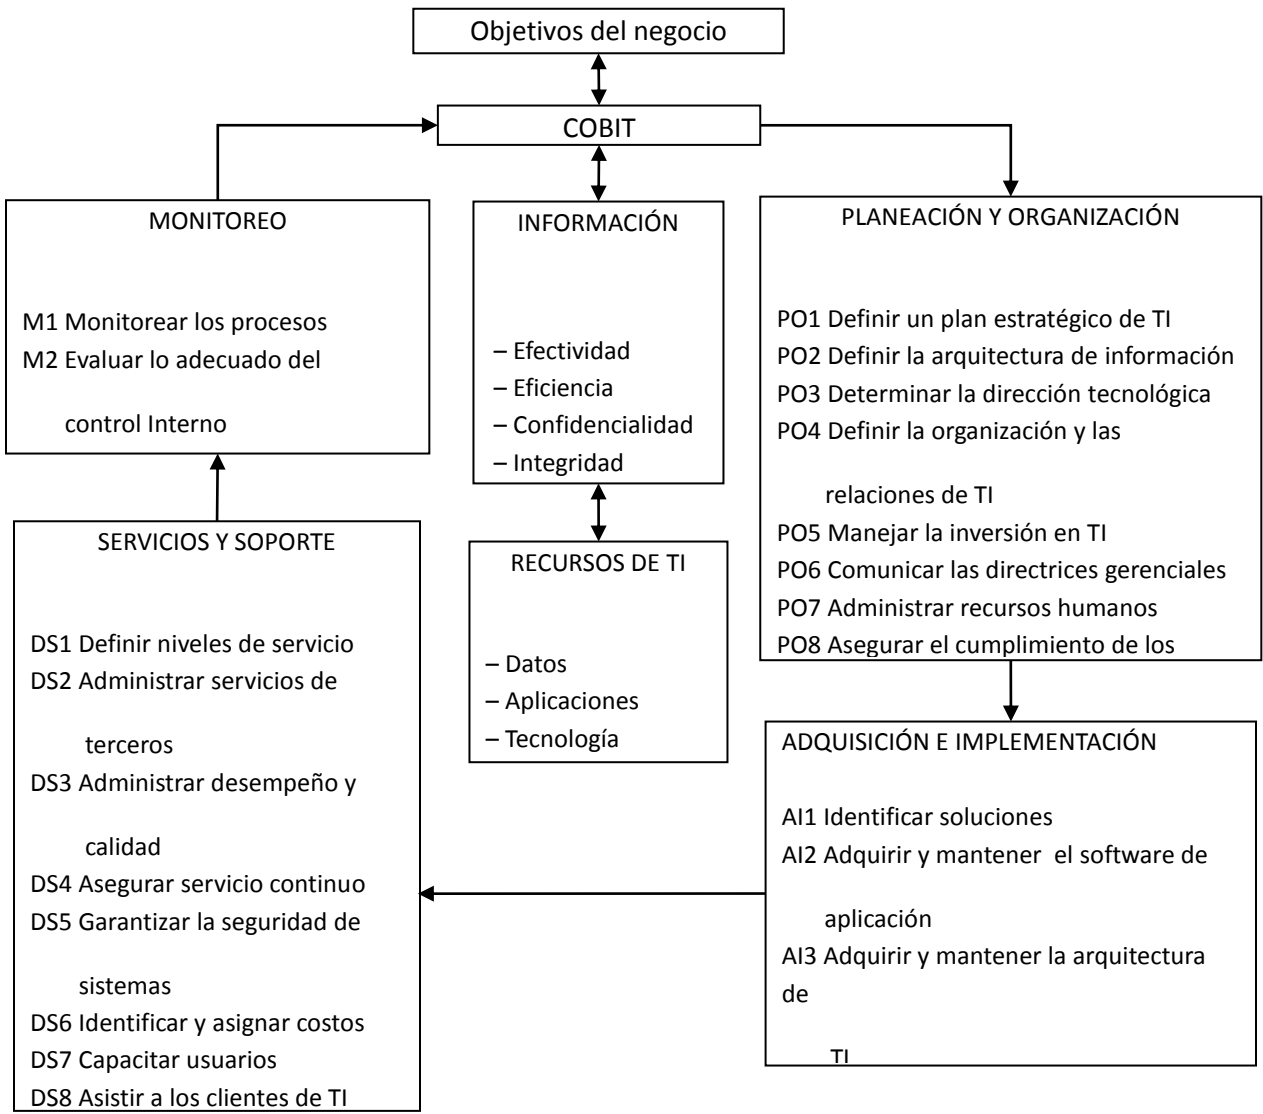 Objetivos del negocio
COBIT
MONITOREO
M1 Monitorear los procesos
M2 Evaluar lo adecuado del
control Interno
INFORMACIÓN
– Efectividad
– Eficiencia
– Confidencialidad
– Integridad
PLANEACIÓN Y ORGANIZACIÓN
PO1 Definir un plan estratégico de TI
PO2 Definir la arquitectura de información
PO3 Determinar la dirección tecnológica
PO4 Definir la organización y las
relaciones de TI
PO5 Manejar la inversión en TI
PO6 Comunicar las directrices gerenciales
PO7 Administrar recursos humanos
PO8 Asegurar el cumplimiento de los
SERVICIOS Y SOPORTE
DS1 Definir niveles de servicio
DS2 Administrar servicios de
terceros
DS3 Administrar desempeño y
calidad
DS4 Asegurar servicio continuo
DS5 Garantizar la seguridad de
sistemas
DS6 Identificar y asignar costos
DS7 Capacitar usuarios
DS8 Asistir a los clientes de TI
RECURSOS DE TI
– Datos
– Aplicaciones
– Tecnología
ADQUISICIÓN E IMPLEMENTACIÓN
AI1 Identificar soluciones
AI2 Adquirir y mantener  el software de
aplicación
AI3 Adquirir y mantener la arquitectura
de
TI